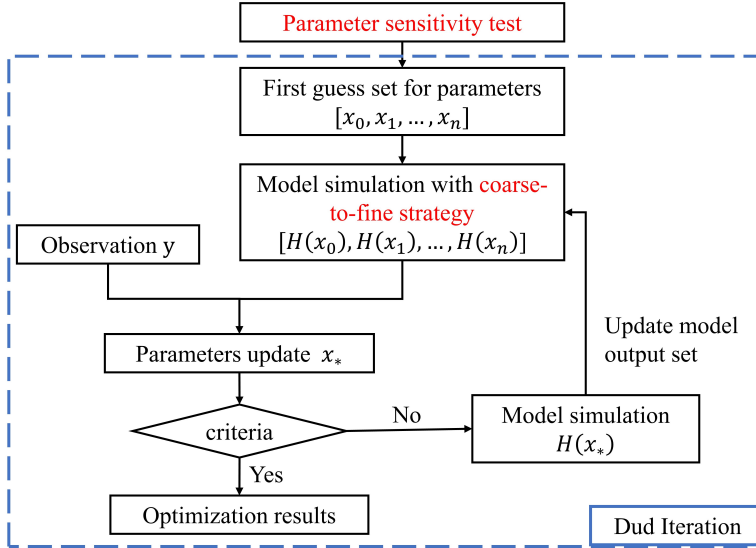 Parameter sensitivity test
First guess set for parameters
[x₀, x₁, …, xₙ]
Model simulation with coarse-
to-fine strategy
[H(x₀), H(x₁), …, H(xₙ)]
Observation y
Parameters update x∗
Update model
output set
criteria
No
Model simulation
H(x∗)
Yes
Optimization results
Dud Iteration